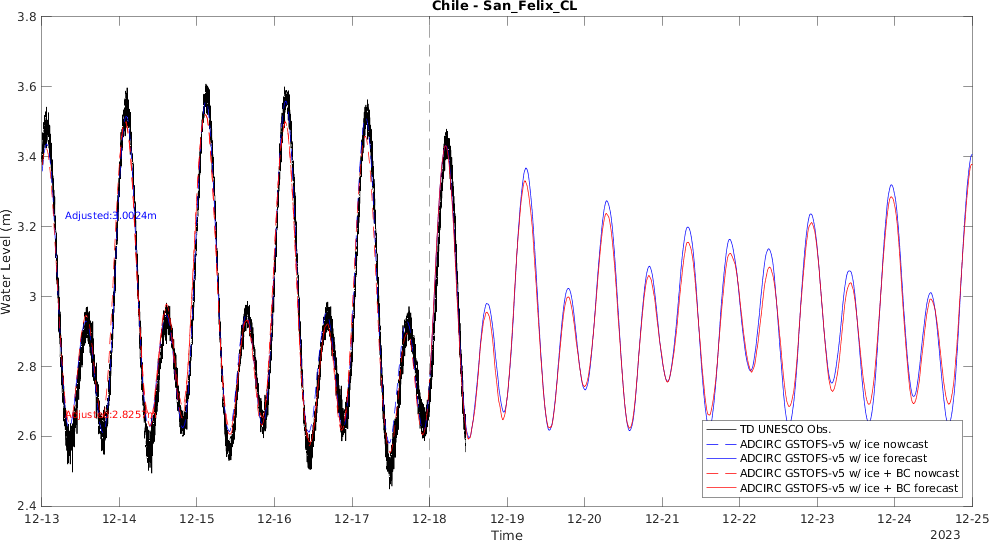 Chile - San_Felix_CL
3.8
3.6
3.4
3.2
3
2.8
2.6
2.4
Water Level (m)
Adjusted:3.0024m
Adjusted:2.8257m
TD UNESCO Obs.
ADCIRC GSTOFS-v5 w/ ice nowcast
ADCIRC GSTOFS-v5 w/ ice forecast
ADCIRC GSTOFS-v5 w/ ice + BC nowcast
ADCIRC GSTOFS-v5 w/ ice + BC forecast
12-13 12-14 12-15 12-16 12-17 12-18 12-19 12-20 12-21 12-22 12-23 12-24 12-25
Time
2023